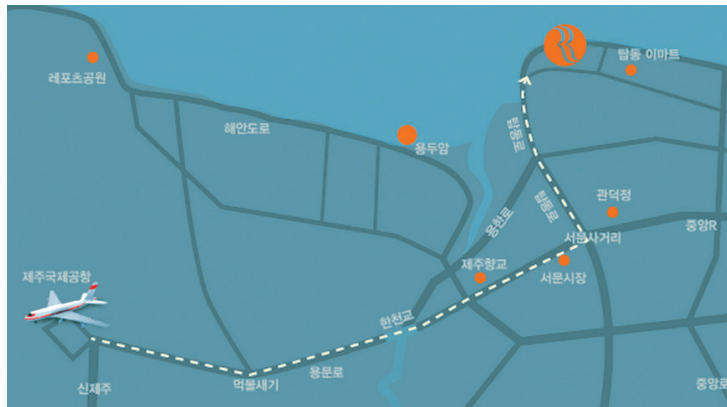 탑동 이마트
레포츠공원
해안도로
탑동로
용두암
관덕정
탑동로
용한로
중앙R
서문사거리
제주향교
서문시장
제주국제공항
한천교
용문로
먹돌새기
신제주
중앙로